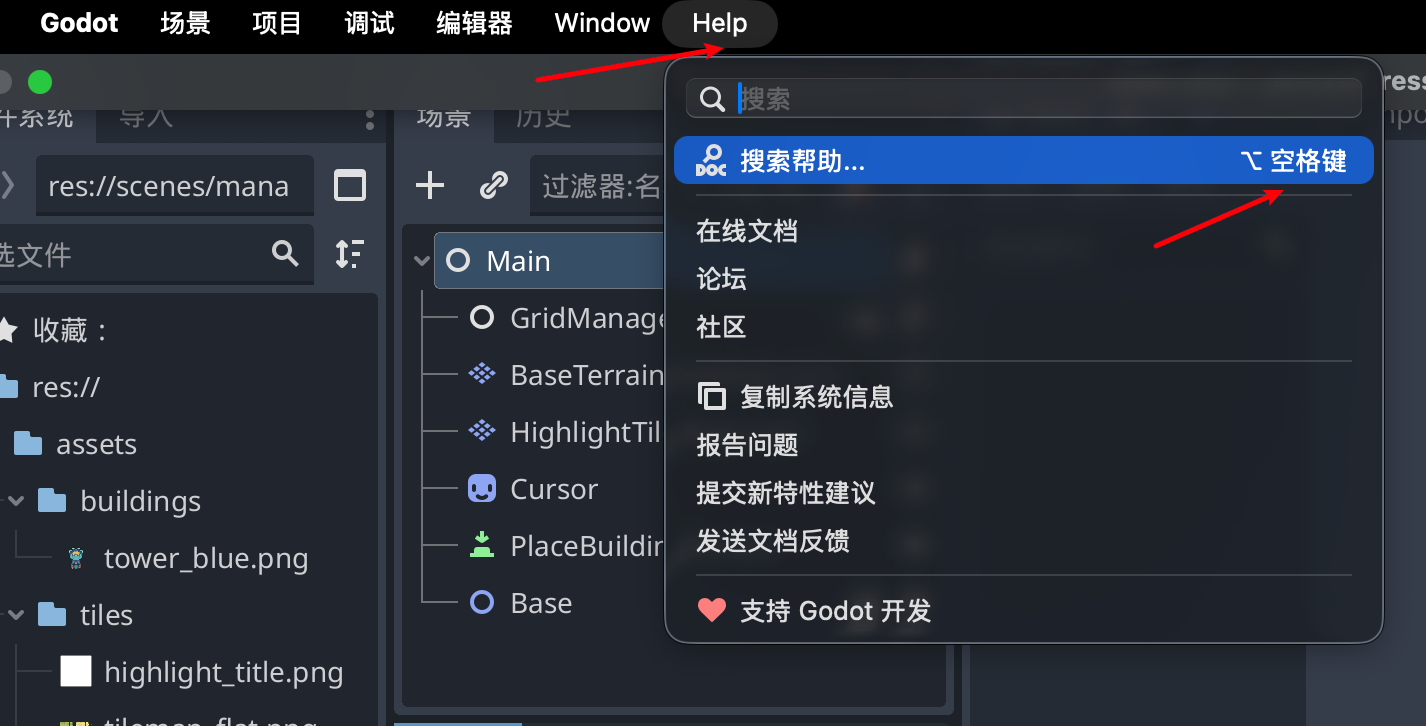 Godot 场景 项目 调试 编辑器 Window Help
件系统 导入
场景 历史
搜索
res://scenes/mana
过滤器:名
搜索帮助... ⌥ 空格键
选文件
Main
在线文档
收藏：
GridManage
论坛
res://
BaseTerrain
社区
assets
HighlightTil
复制系统信息
buildings
Cursor
报告问题
tower_blue.png
PlaceBuildin
提交新特性建议
发送文档反馈
tiles
Base
支持 Godot 开发
highlight_title.png